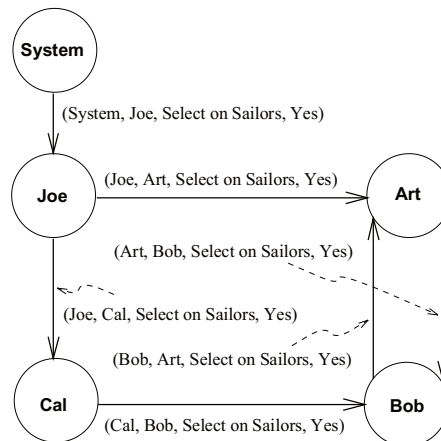 System
(System, Joe, Select on Sailors, Yes)
Joe
(Joe, Art, Select on Sailors, Yes)
Art
(Art, Bob, Select on Sailors, Yes)
(Joe, Cal, Select on Sailors, Yes)
(Bob, Art, Select on Sailors, Yes)
Cal
(Cal, Bob, Select on Sailors, Yes)
Bob